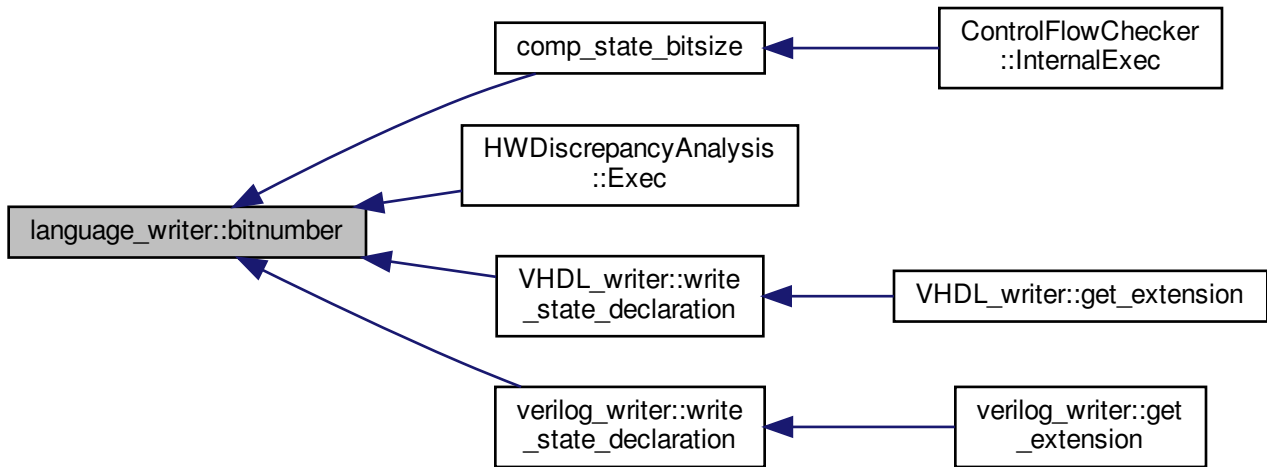 comp_state_bitsize
ControlFlowChecker
::InternalExec
HWDiscrepancyAnalysis
::Exec
language_writer::bitnumber
VHDL_writer::write
_state_declaration
VHDL_writer::get_extension
verilog_writer::write
_state_declaration
verilog_writer::get
_extension